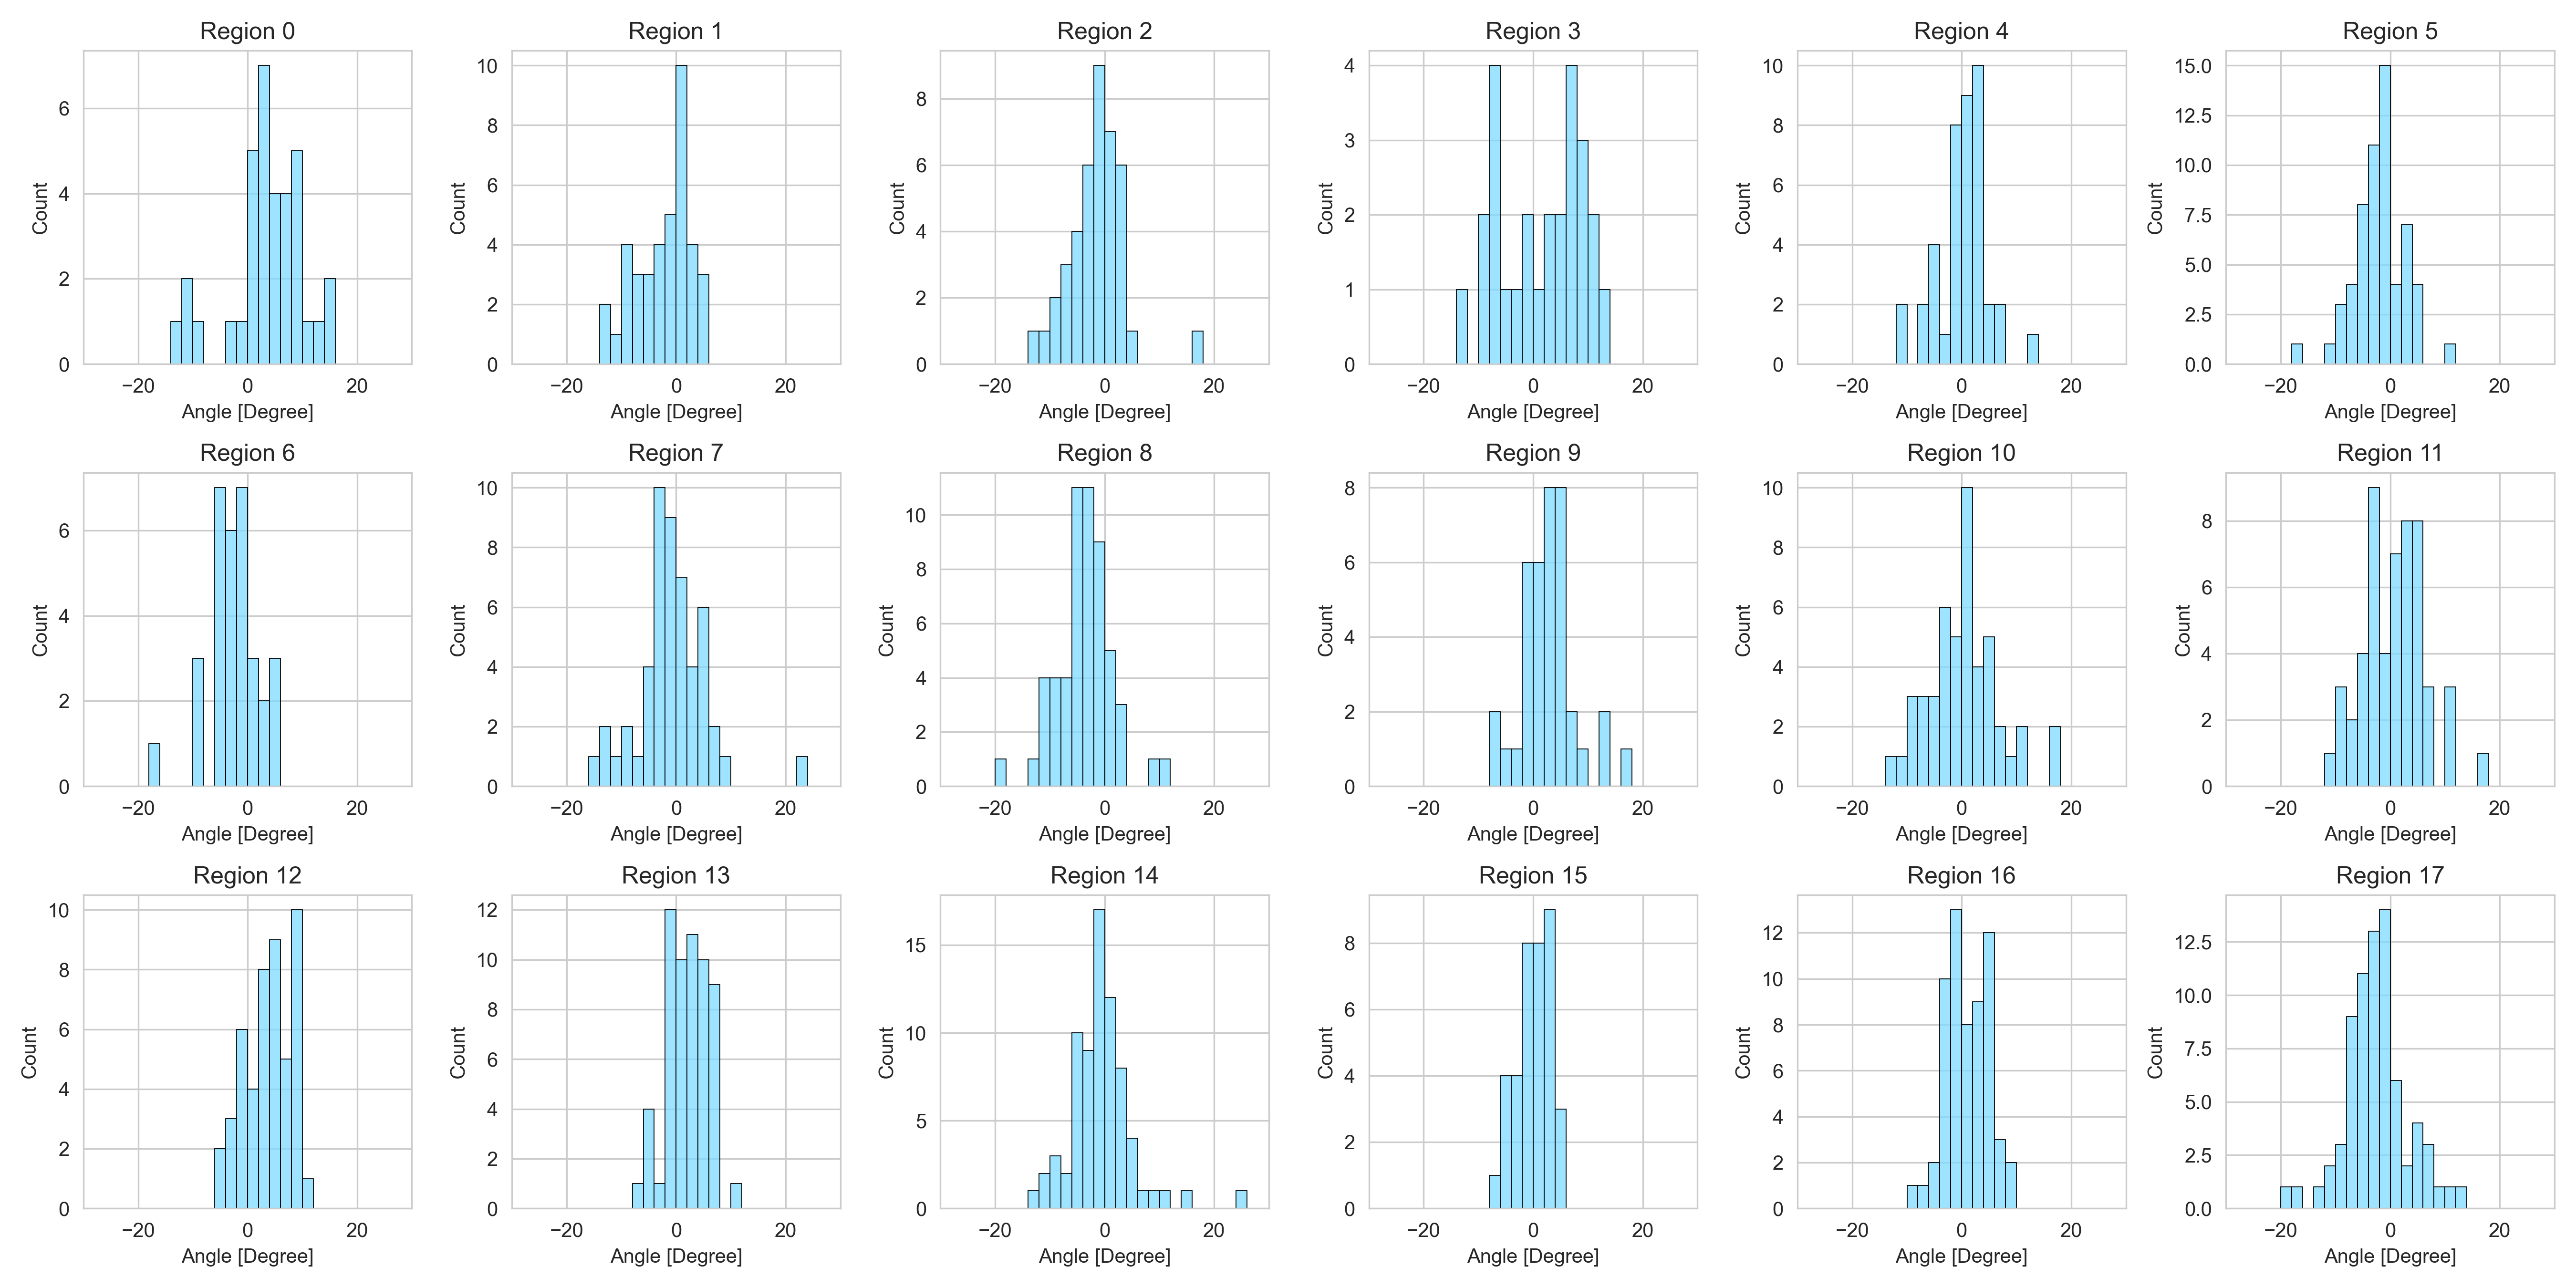 Region 0
Region 1
Region 2
Region 3
Region 4
Region 5
6
4
2
0
10
8
6
4
2
0
8
6
4
2
0
4
3
2
1
0
10
8
6
4
2
0
15.0
12.5
10.0
7.5
5.0
2.5
0.0
Count
Count
Count
Count
Count
Count
−20 0 20
−20 0 20
−20 0 20
−20 0 20
−20 0 20
−20 0 20
Angle [Degree]
Angle [Degree]
Angle [Degree]
Angle [Degree]
Angle [Degree]
Angle [Degree]
Region 6
Region 7
Region 8
Region 9
Region 10
Region 11
6
4
2
0
10
8
6
4
2
0
10
8
6
4
2
0
8
6
4
2
0
10
8
6
4
2
0
8
6
4
2
0
Count
Count
Count
Count
Count
Count
−20 0 20
−20 0 20
−20 0 20
−20 0 20
−20 0 20
−20 0 20
Angle [Degree]
Angle [Degree]
Angle [Degree]
Angle [Degree]
Angle [Degree]
Angle [Degree]
Region 12
Region 13
Region 14
Region 15
Region 16
Region 17
10
8
6
4
2
0
12
10
8
6
4
2
0
15
10
5
0
8
6
4
2
0
12
10
8
6
4
2
0
12.5
10.0
7.5
5.0
2.5
0.0
Count
Count
Count
Count
Count
Count
−20 0 20
−20 0 20
−20 0 20
−20 0 20
−20 0 20
−20 0 20
Angle [Degree]
Angle [Degree]
Angle [Degree]
Angle [Degree]
Angle [Degree]
Angle [Degree]